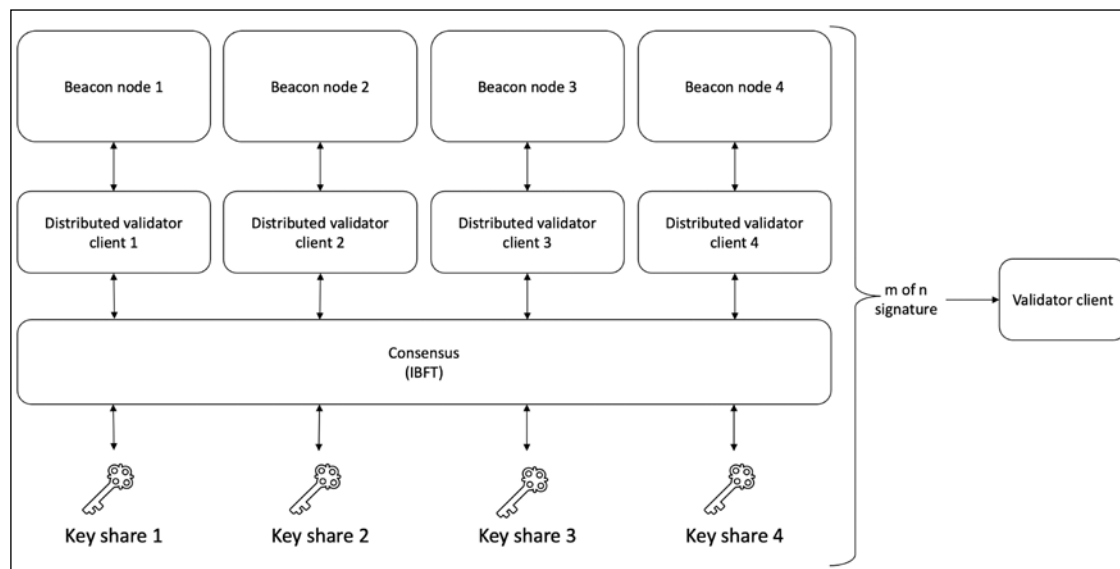 Beacon node 1
Beacon node 2
Beacon node 3
Beacon node 4
Distributed validator
client 1
Distributed validator
client 2
Distributed validator
client 3
Distributed validator
client 4
m of n
signature
Validator client
Consensus
(IBFT)
Key share 1
Key share 2
Key share 3
Key share 4